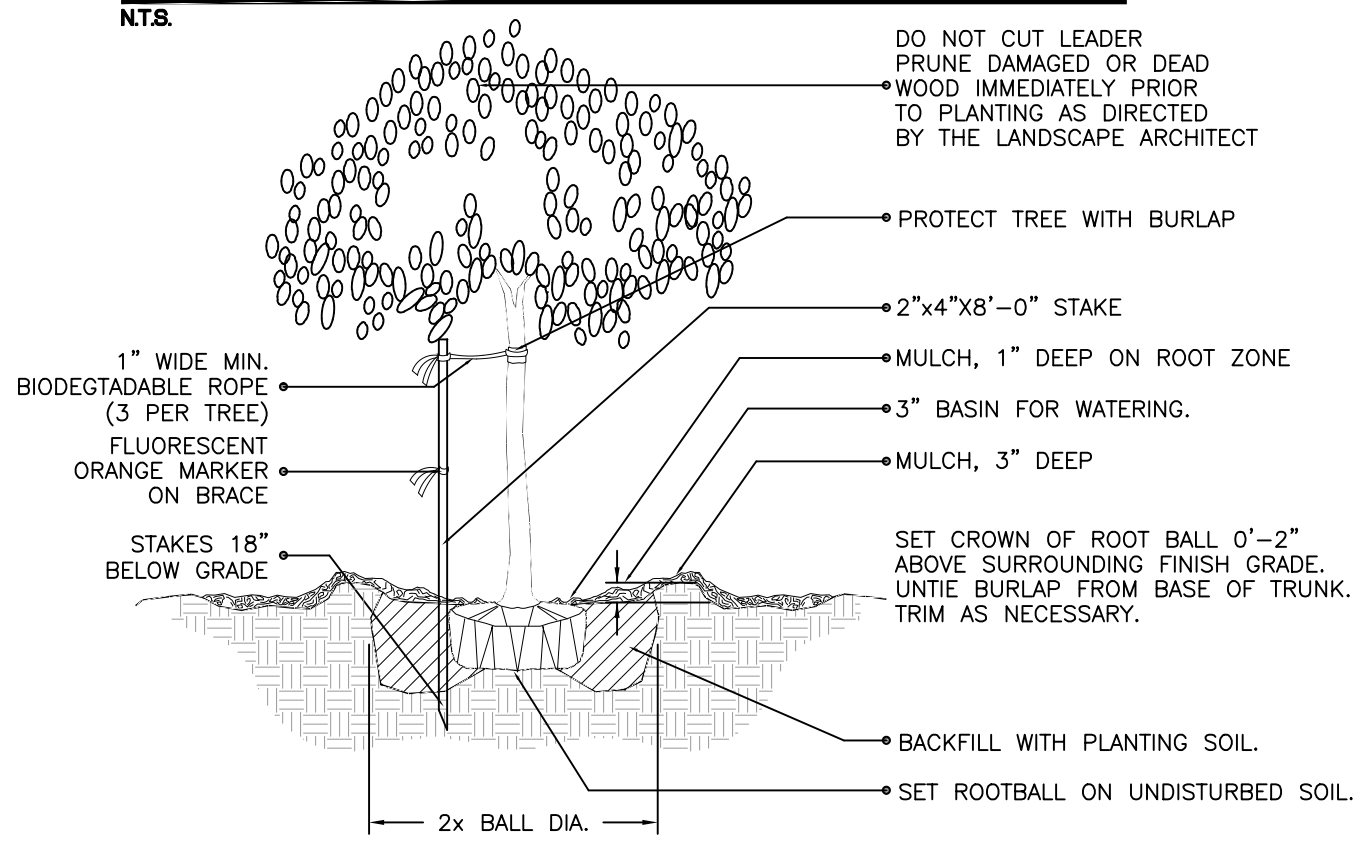 N.T.S.
DO NOT CUT LEADER
PRUNE DAMAGED OR DEAD
WOOD IMMEDIATELY PRIOR
TO PLANTING AS DIRECTED
BY THE LANDSCAPE ARCHITECT
PROTECT TREE WITH BURLAP
2"x4"X8'-0" STAKE
MULCH, 1" DEEP ON ROOT ZONE
3" BASIN FOR WATERING.
MULCH, 3" DEEP
SET CROWN OF ROOT BALL 0'-2"
ABOVE SURROUNDING FINISH GRADE.
UNTIE BURLAP FROM BASE OF TRUNK.
TRIM AS NECESSARY.
BACKFILL WITH PLANTING SOIL.
SET ROOTBALL ON UNDISTURBED SOIL.
1" WIDE MIN.
BIODEGTADABLE ROPE
(3 PER TREE)
FLUORESCENT
ORANGE MARKER
ON BRACE
STAKES 18"
BELOW GRADE
2x BALL DIA.